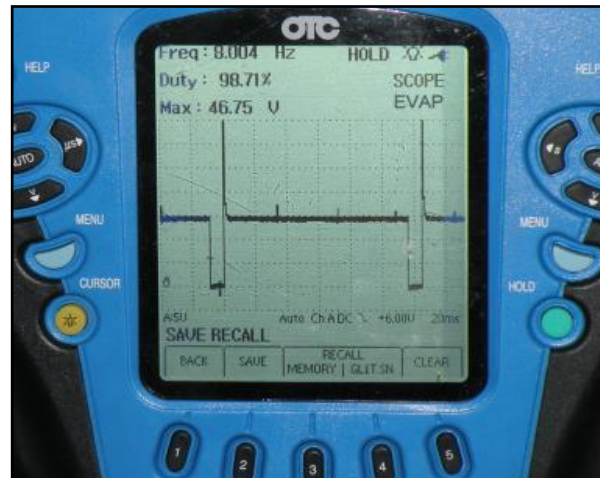 OTC
HELP
HELP
Freq: 8.004 Hz HOLD
Duty: 98.71% SCOPE
Max: 46.75 V EVAP
AUTO
MENU
MENU
CURSOR
HOLD
0
A:5V Auto Ch A DC +6.00V 20ms
SAVE RECALL
BACK SAVE RECALL CLEAR
MEMORY | GLIT.SN
1 2 3 4 5